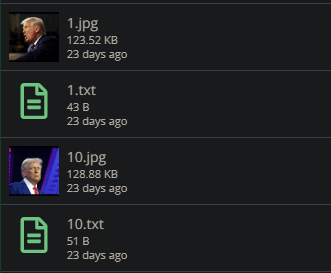 1.jpg
123.52 KB
23 days ago
1.txt
43 B
23 days ago
10.jpg
128.88 KB
23 days ago
10.txt
51 B
23 days ago